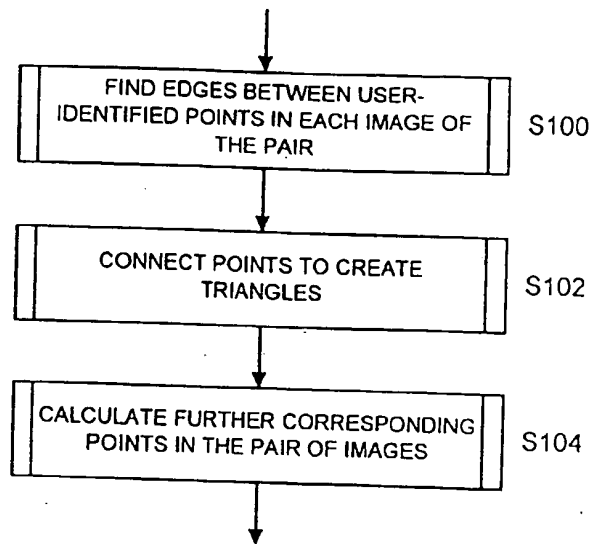 FIND EDGES BETWEEN USER-
IDENTIFIED POINTS IN EACH IMAGE OF
THE PAIR
S100
CONNECT POINTS TO CREATE
TRIANGLES
S102
CALCULATE FURTHER CORRESPONDING
POINTS IN THE PAIR OF IMAGES
S104